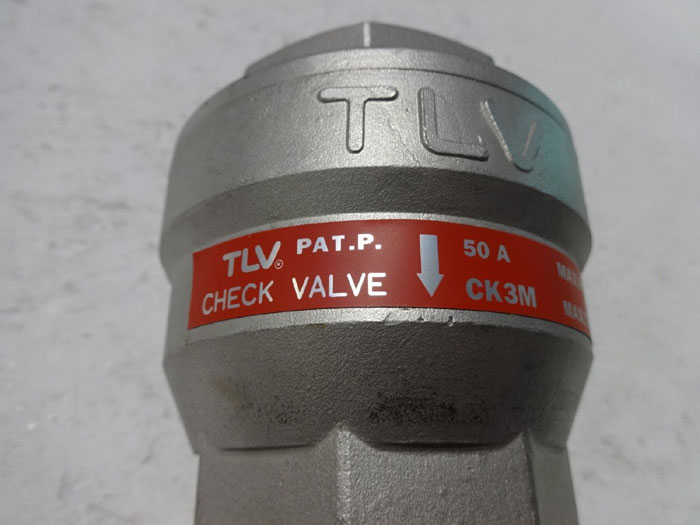 TLV
TLV® PAT.P.
CHECK VALVE
50 A
CK3M